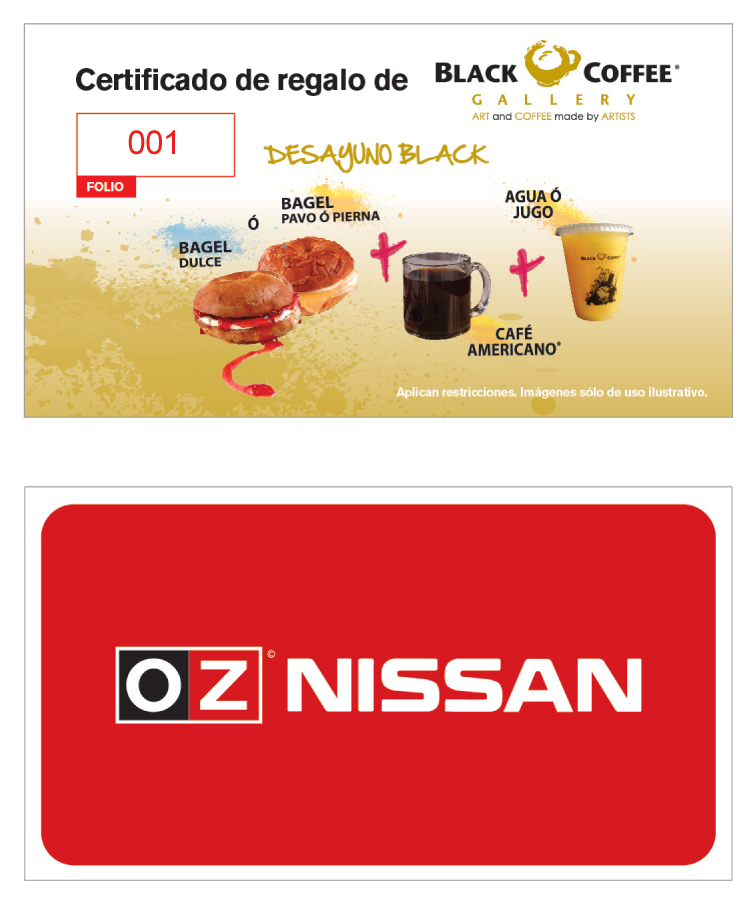 Certificado de regalo de
BLACK COFFEE®
GALLERY
ART and COFFEE made by ARTISTS
001
FOLIO
DESAYUNO BLACK
BAGEL
DULCE
Ó
BAGEL
PAVO Ó PIERNA
+
CAFÉ
AMERICANO®
+
AGUA Ó
JUGO
BLACK COFFEE
Aplican restricciones. Imágenes sólo de uso ilustrativo.
OZ© NISSAN